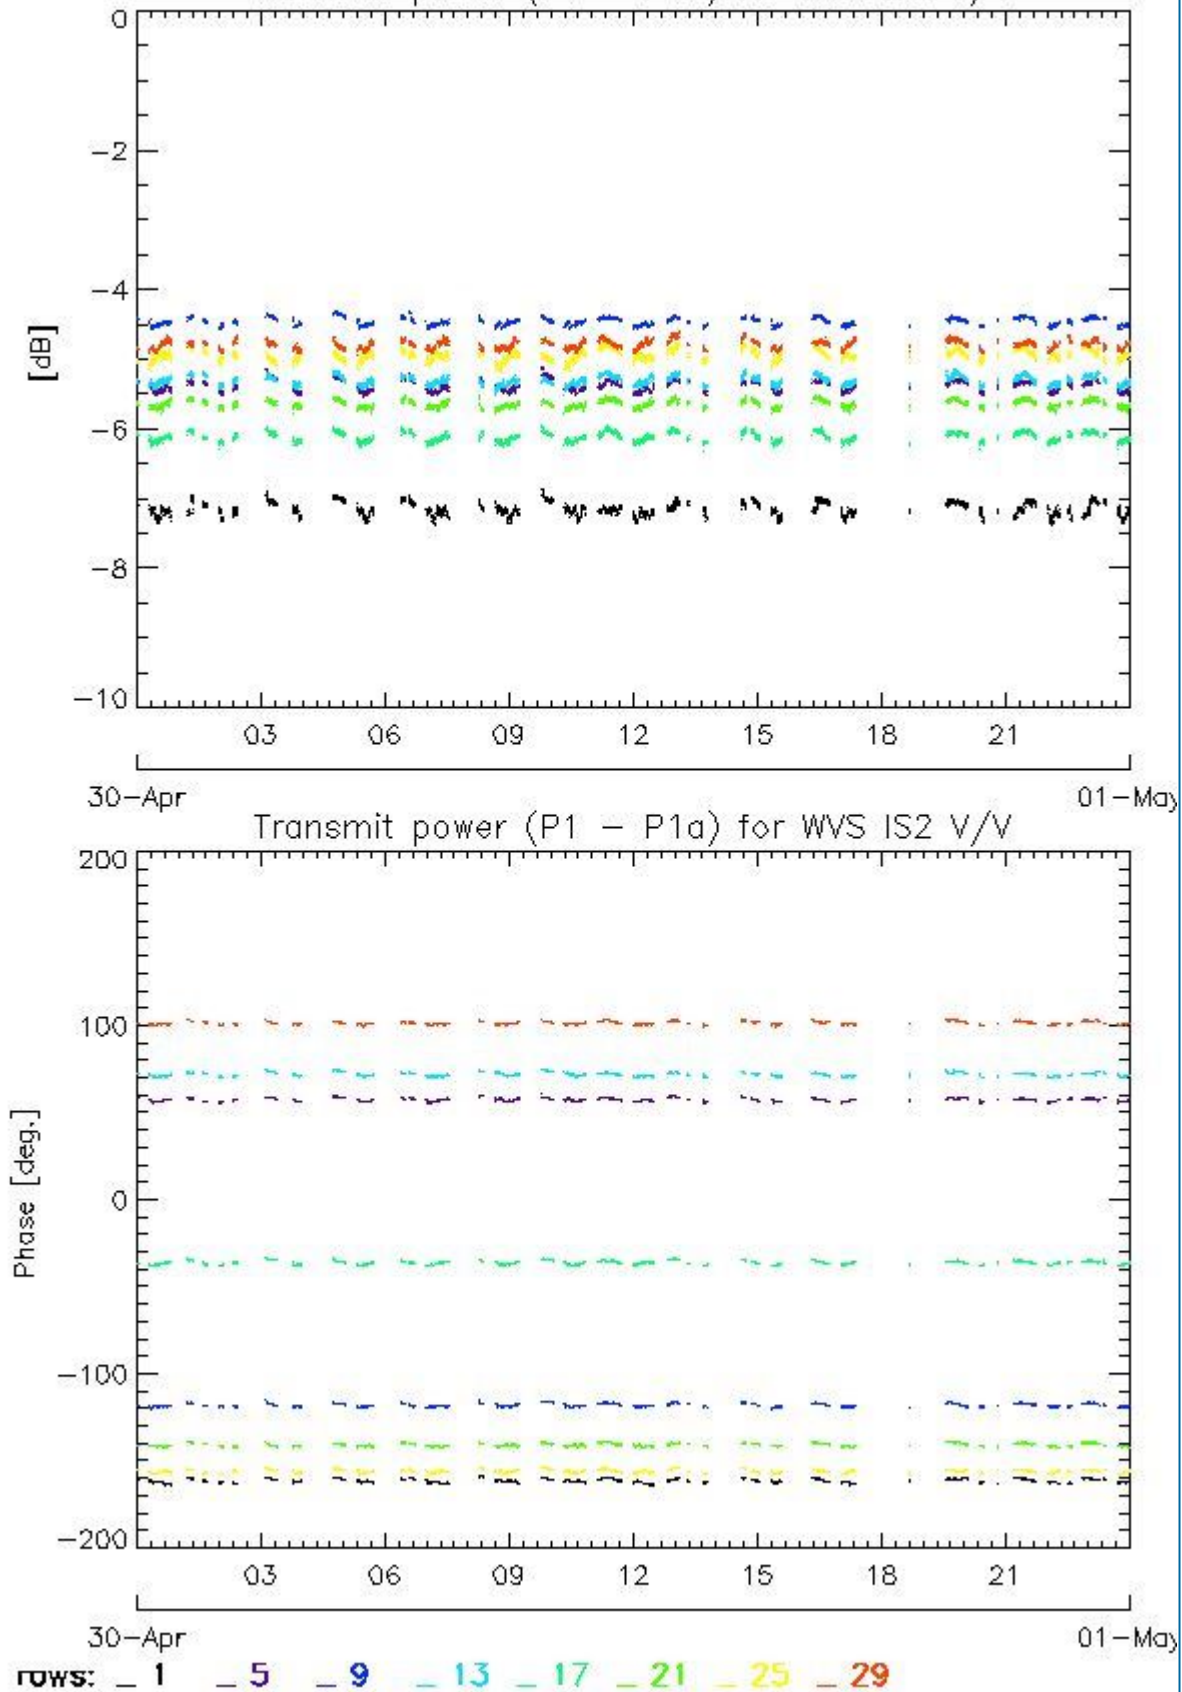 0
-2
-4
[dB]
-6
-8
-10
03 06 09 12 15 18 21
30-Apr 01-May
Transmit power (P1 - P1a) for WVS IS2 V/V
200
100
Phase [deg.]
0
-100
-200
03 06 09 12 15 18 21
30-Apr 01-May
rows: _ 1 _ 5 _ 9 _ 13 _ 17 _ 21 _ 25 _ 29